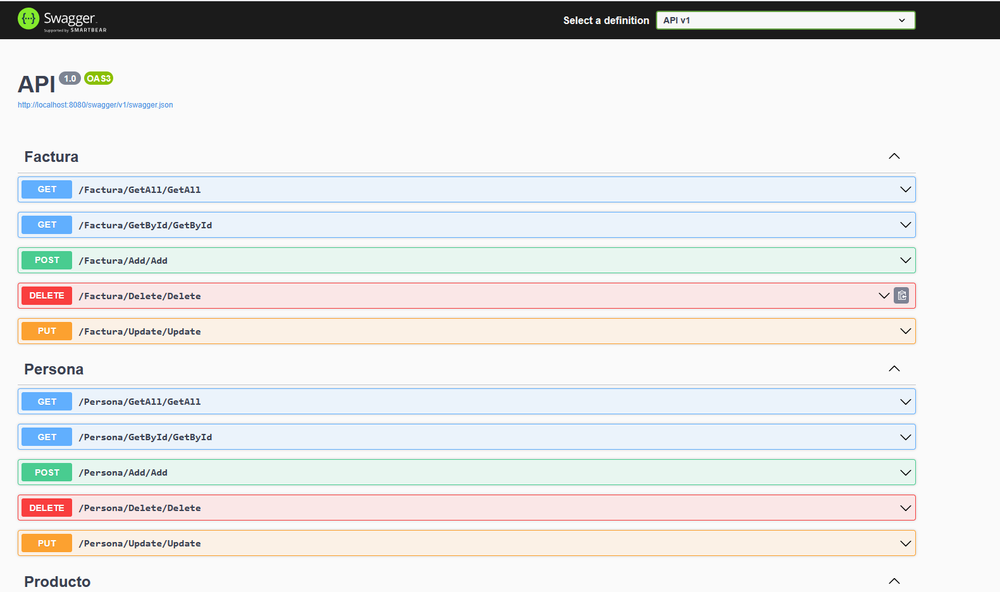 Swagger
Supported by SMARTBEAR
Select a definition
API v1
API 1.0 OAS3
http://localhost:8080/swagger/v1/swagger.json
Factura
GET /Factura/GetAll/GetAll
GET /Factura/GetById/GetById
POST /Factura/Add/Add
DELETE /Factura/Delete/Delete
PUT /Factura/Update/Update
Persona
GET /Persona/GetAll/GetAll
GET /Persona/GetById/GetById
POST /Persona/Add/Add
DELETE /Persona/Delete/Delete
PUT /Persona/Update/Update
Producto